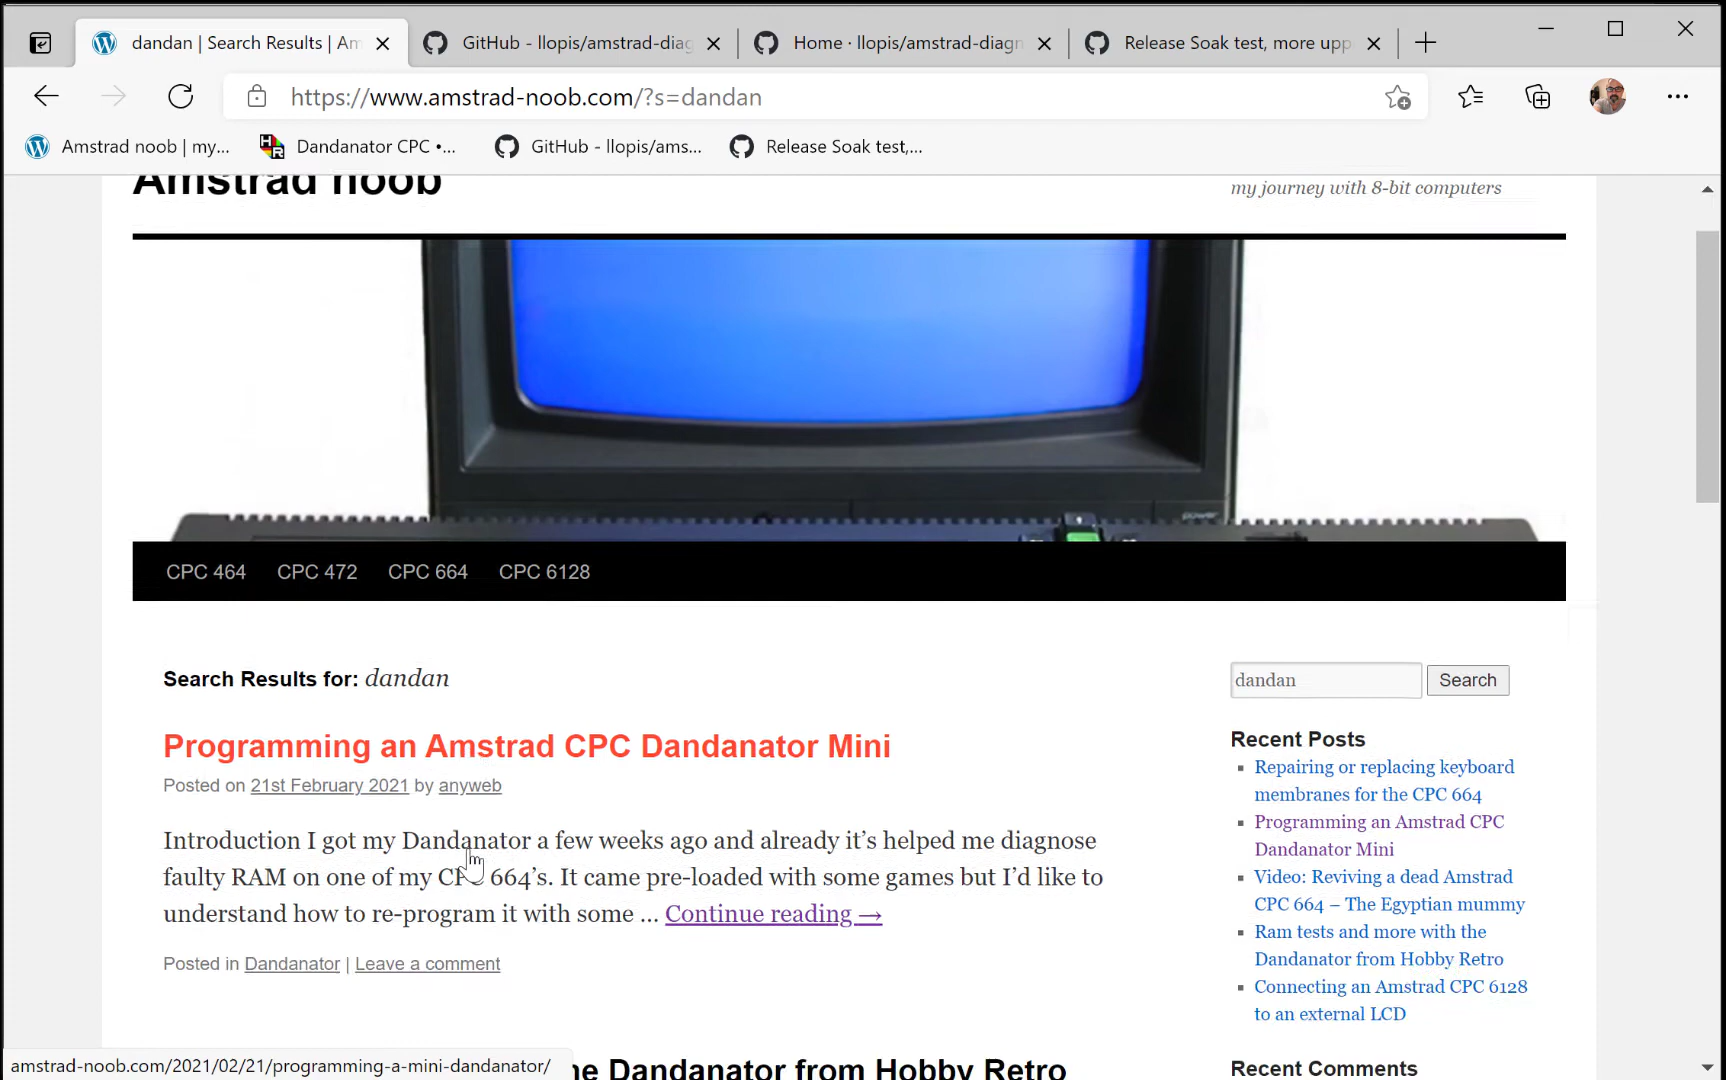 dandan | Search Results | Am
GitHub - llopis/amstrad-diag
Home · llopis/amstrad-diagn
Release Soak test, more upp
https://www.amstrad-noob.com/?s=dandan
Amstrad noob | my...
Dandanator CPC •...
GitHub - llopis/ams...
Release Soak test,...
Amstrad noob
my journey with 8-bit computers
power
CPC 464 CPC 472 CPC 664 CPC 6128
Search Results for: dandan
dandan
Search
Programming an Amstrad CPC Dandanator Mini
Posted on 21st February 2021 by anyweb
Introduction I got my Dandanator a few weeks ago and already it’s helped me diagnose
faulty RAM on one of my CPC 664’s. It came pre-loaded with some games but I’d like to
understand how to re-program it with some ... Continue reading →
Posted in Dandanator | Leave a comment
Recent Posts
Repairing or replacing keyboard
membranes for the CPC 664
Programming an Amstrad CPC
Dandanator Mini
Video: Reviving a dead Amstrad
CPC 664 – The Egyptian mummy
Ram tests and more with the
Dandanator from Hobby Retro
Connecting an Amstrad CPC 6128
to an external LCD
Recent Comments
he Dandanator from Hobby Retro
amstrad-noob.com/2021/02/21/programming-a-mini-dandanator/